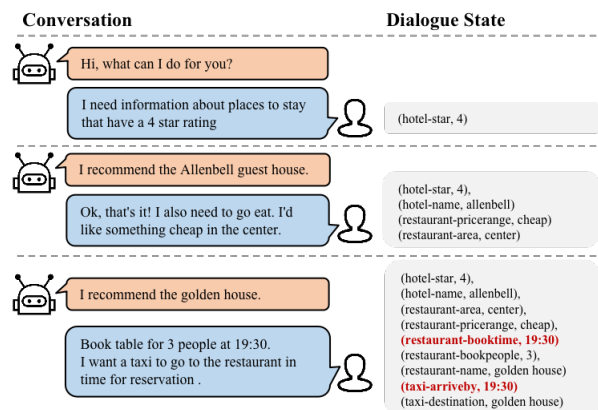 Conversation
Dialogue State
Hi, what can I do for you?
I need information about places to stay
that have a 4 star rating
(hotel-star, 4)
I recommend the Allenbell guest house.
Ok, that's it! I also need to go eat. I'd
like something cheap in the center.
(hotel-star, 4),
(hotel-name, allenbell)
(restaurant-pricerange, cheap)
(restaurant-area, center)
I recommend the golden house.
Book table for 3 people at 19:30.
I want a taxi to go to the restaurant in
time for reservation .
(hotel-star, 4),
(hotel-name, allenbell),
(restaurant-area, center),
(restaurant-pricerange, cheap),
(restaurant-booktime, 19:30)
(restaurant-bookpeople, 3),
(restaurant-name, golden house)
(taxi-arriveby, 19:30)
(taxi-destination, golden house)